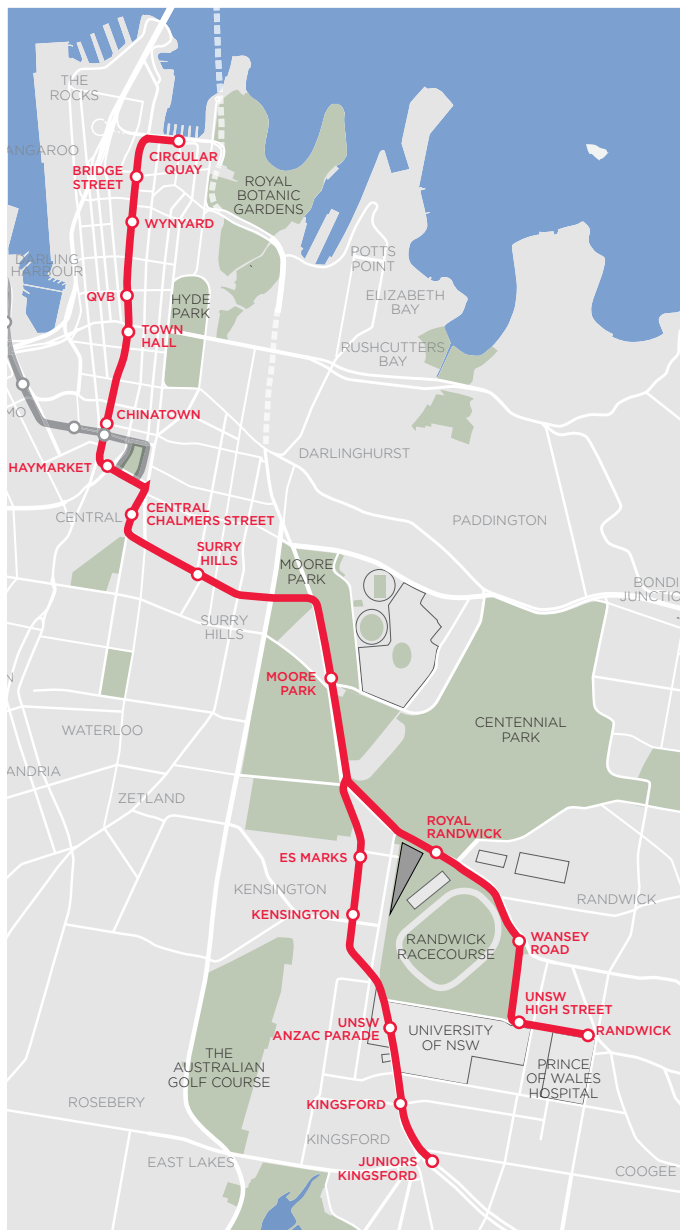 THE
ROCKS
ANGAROO
CIRCULAR
QUAY
BRIDGE
STREET
ROYAL
BOTANIC
GARDENS
WYNYARD
DARLING
HARBOUR
POTTS
POINT
QVB
HYDE
PARK
ELIZABETH
BAY
TOWN
HALL
RUSHCUTTERS
BAY
MO
CHINATOWN
DARLINGHURST
HAYMARKET
CENTRAL
CENTRAL
CHALMERS STREET
PADDINGTON
SURRY
HILLS
MOORE
PARK
BONDI
JUNCTIO
SURRY
HILLS
N
MOORE
PARK
WATERLOO
CENTENNIAL
PARK
ANDRIA
ZETLAND
ROYAL
RANDWICK
ES MARKS
KENSINGTON
RANDWICK
KENSINGTON
RANDWICK
RACECOURSE
WANSEY
ROAD
UNSW
HIGH STREET
UNSW
ANZAC PARADE
UNIVERSITY
OF NSW
RANDWICK
THE
AUSTRALIAN
GOLF COURSE
PRINCE
OF WALES
HOSPITAL
ROSEBERY
KINGSFORD
KINGSFORD
EAST LAKES
JUNIORS
KINGSFORD
COOGEE